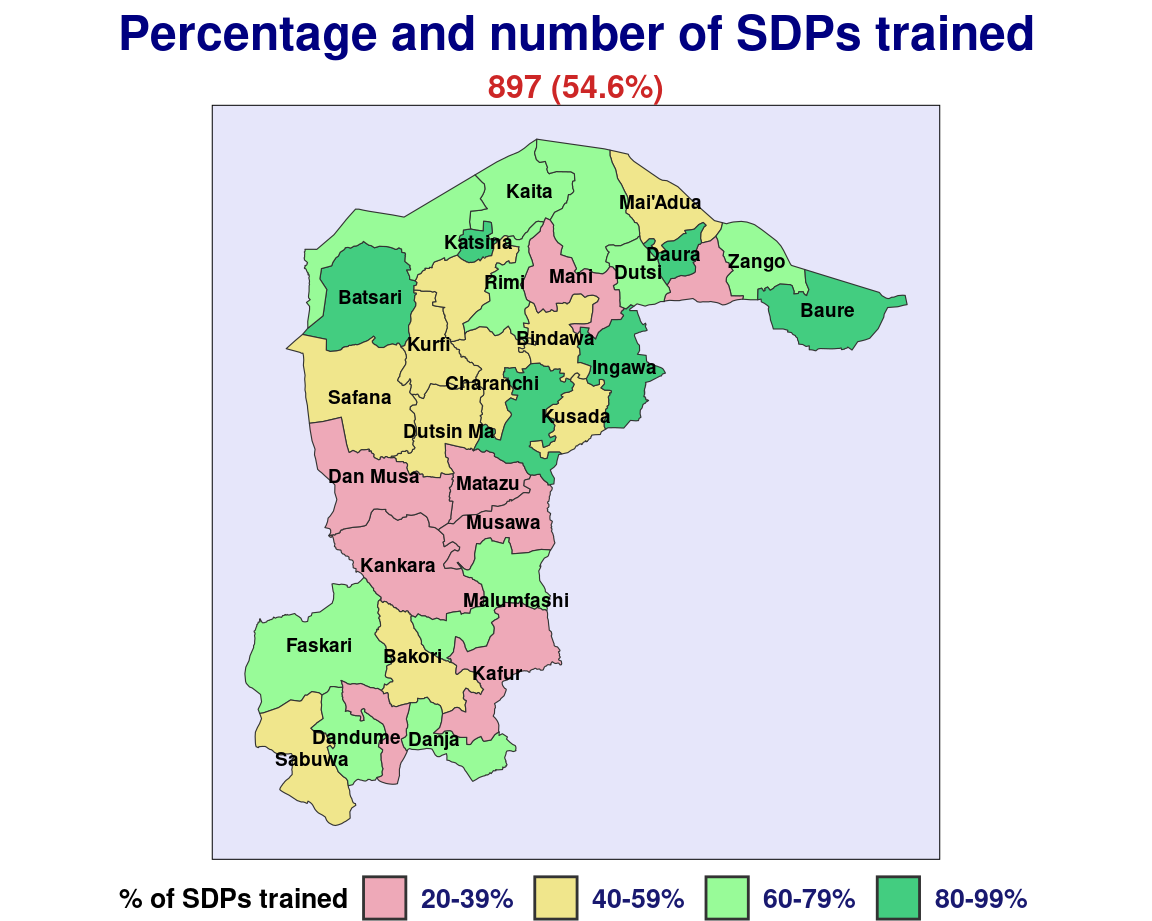 Percentage and number of SDPs trained
897 (54.6%)
Kaita
Mai'Adua
Katsina
Daura
Zango
Rimi
Mani
Dutsi
Batsari
Baure
Kurfi
Bindawa
Ingawa
Charanchi
Safana
Kusada
Dutsin Ma
Dan Musa
Matazu
Musawa
Kankara
Malumfashi
Faskari
Bakori
Kafur
Dandume
Danja
Sabuwa
% of SDPs trained 20-39% 40-59% 60-79% 80-99%